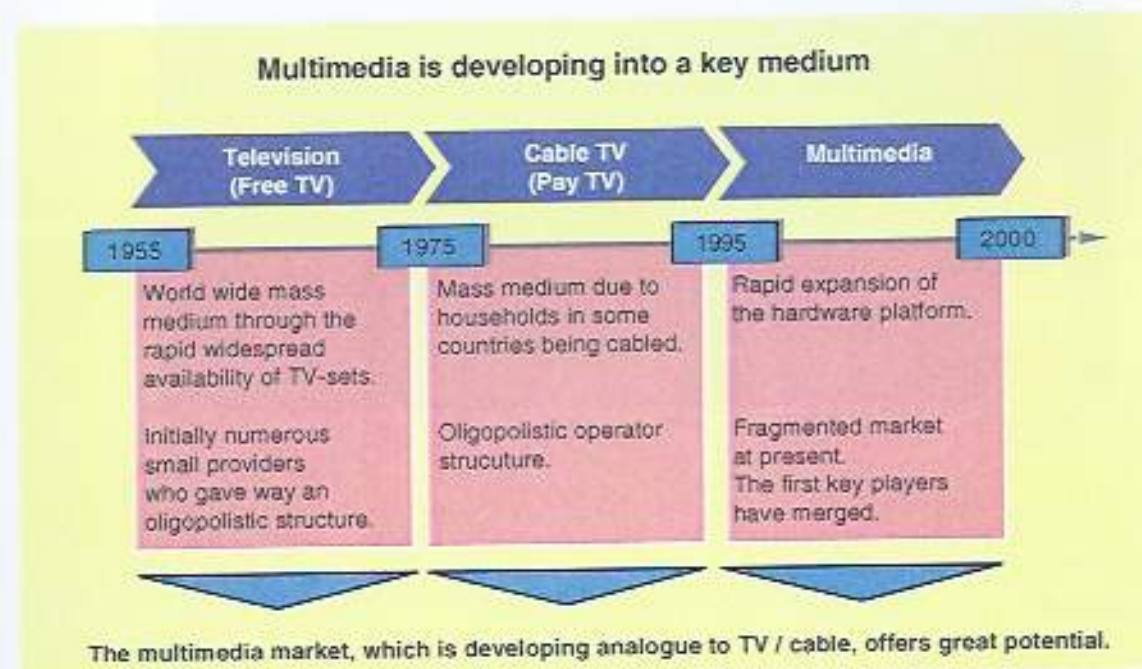 Multimedia is developing into a key medium
Television
(Free TV)
Cable TV
(Pay TV)
Multimedia
1955
1975
1995
2000
World wide mass
medium through the
rapid widespread
availability of TV-sets.
Initially numerous
small providers
who gave way an
oligopolistic structure.
Mass medium due to
households in some
countries being cabled.
Oligopolistic operator
strucuture.
Rapid expansion of
the hardware platform.
Fragmented market
at present.
The first key players
have merged.
The multimedia market, which is developing analogue to TV / cable, offers great potential.